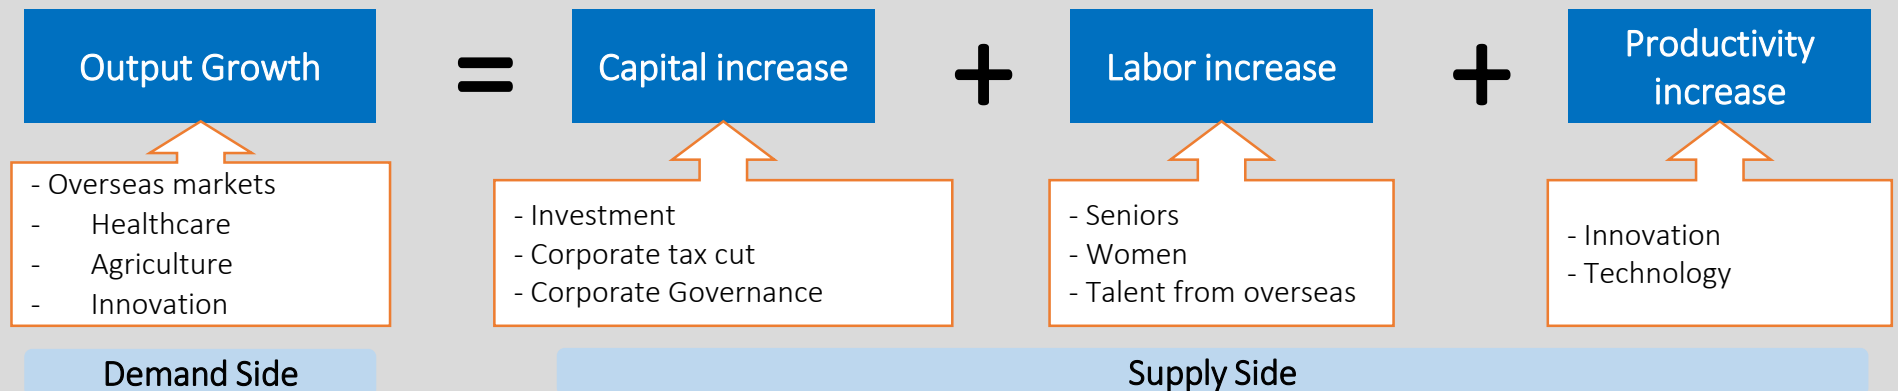 Output Growth
=
Capital increase
+
Labor increase
+
Productivity
increase
- Overseas markets
- Healthcare
- Agriculture
- Innovation
- Investment
- Corporate tax cut
- Corporate Governance
- Seniors
- Women
- Talent from overseas
- Innovation
- Technology
Demand Side
Supply Side